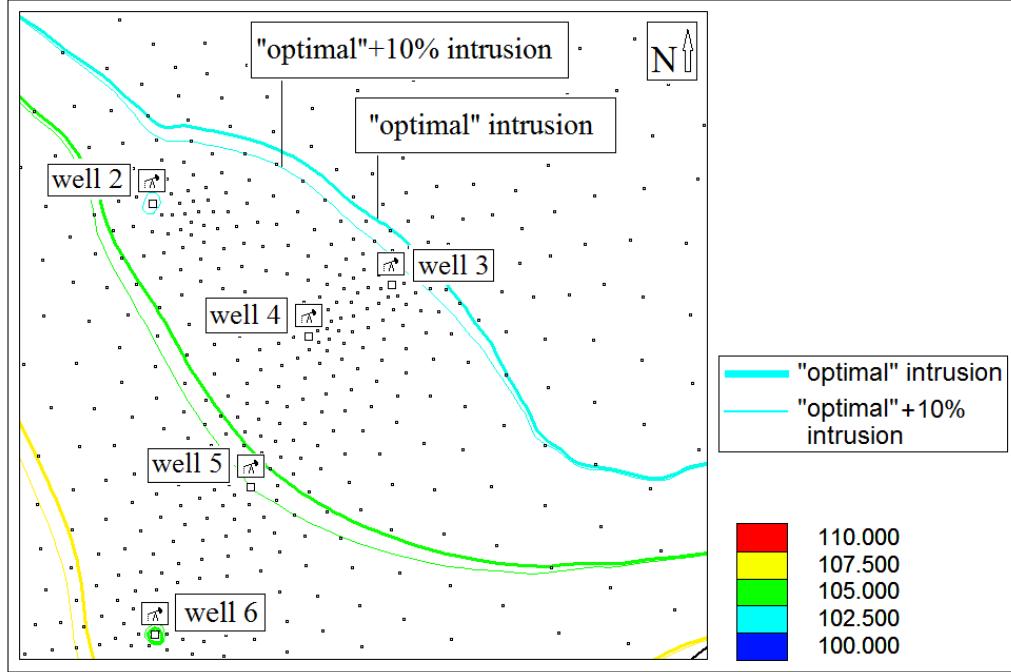 "optimal"+10% intrusion
N
"optimal" intrusion
well 2
well 3
well 4
well 5
well 6
"optimal" intrusion
"optimal"+10%
intrusion
110.000
107.500
105.000
102.500
100.000